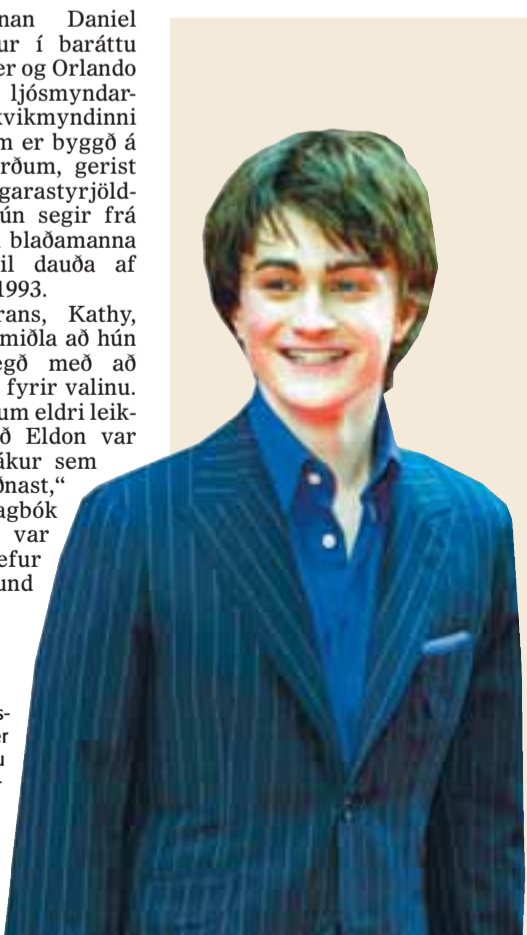 nan Daniel
ur í baráttu
er og Orlando
ljósmyndar-
kvikmyndinni
m er byggð á
rðum, gerist
garastyrjöld-
ún segir frá
blaðamanna
il dauða af
1993.
rans, Kathy,
miðla að hún
egð með að
fyrir valinu.
um eldri leik-
ð Eldon var
ákur sem
ðnast,“
agbók
var
efur
und
s-
er
u
-